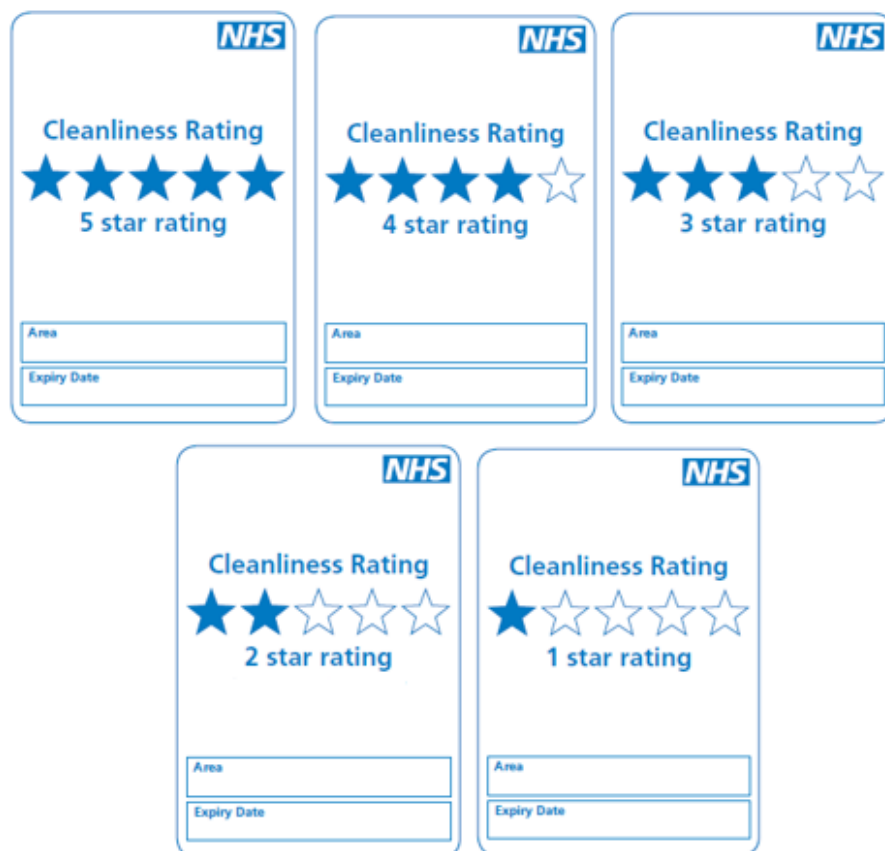 NHS
Cleanliness Rating
5 star rating
Area
Expiry Date
NHS
Cleanliness Rating
4 star rating
Area
Expiry Date
NHS
Cleanliness Rating
3 star rating
Area
Expiry Date
NHS
Cleanliness Rating
2 star rating
Area
Expiry Date
NHS
Cleanliness Rating
1 star rating
Area
Expiry Date